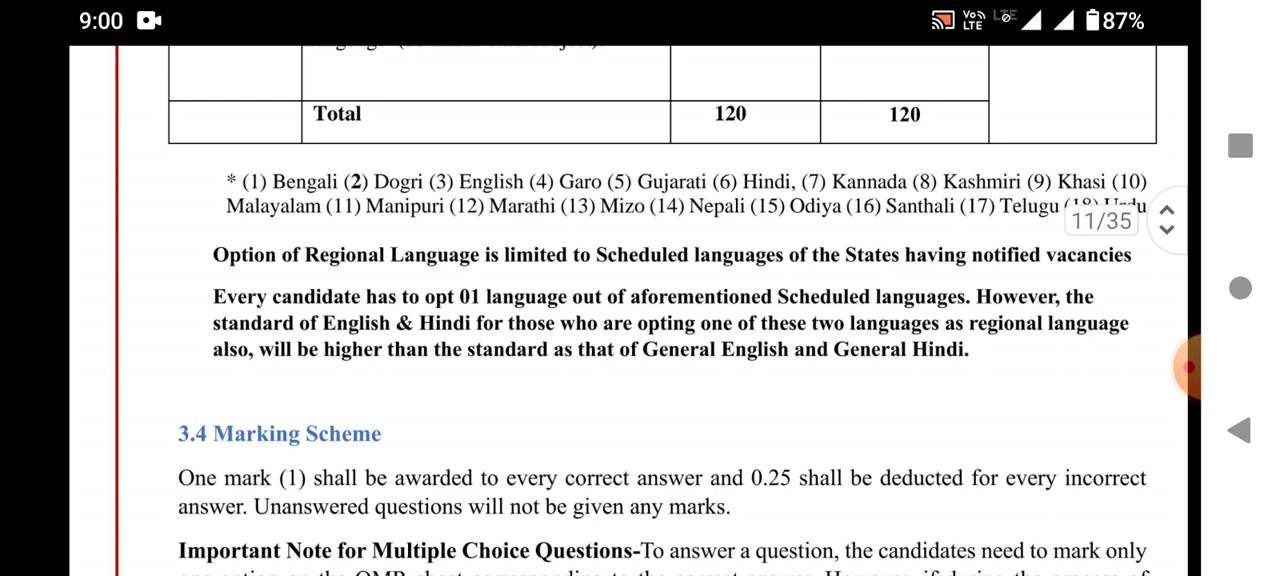 9:00 Vo LTE LTE 87%
Total 120 120
* (1) Bengali (2) Dogri (3) English (4) Garo (5) Gujarati (6) Hindi, (7) Kannada (8) Kashmiri (9) Khasi (10)
Malayalam (11) Manipuri (12) Marathi (13) Mizo (14) Nepali (15) Odiya (16) Santhali (17) Telugu
11/35
Option of Regional Language is limited to Scheduled languages of the States having notified vacancies
Every candidate has to opt 01 language out of aforementioned Scheduled languages. However, the
standard of English & Hindi for those who are opting one of these two languages as regional language
also, will be higher than the standard as that of General English and General Hindi.
3.4 Marking Scheme
One mark (1) shall be awarded to every correct answer and 0.25 shall be deducted for every incorrect
answer. Unanswered questions will not be given any marks.
Important Note for Multiple Choice Questions-To answer a question, the candidates need to mark only